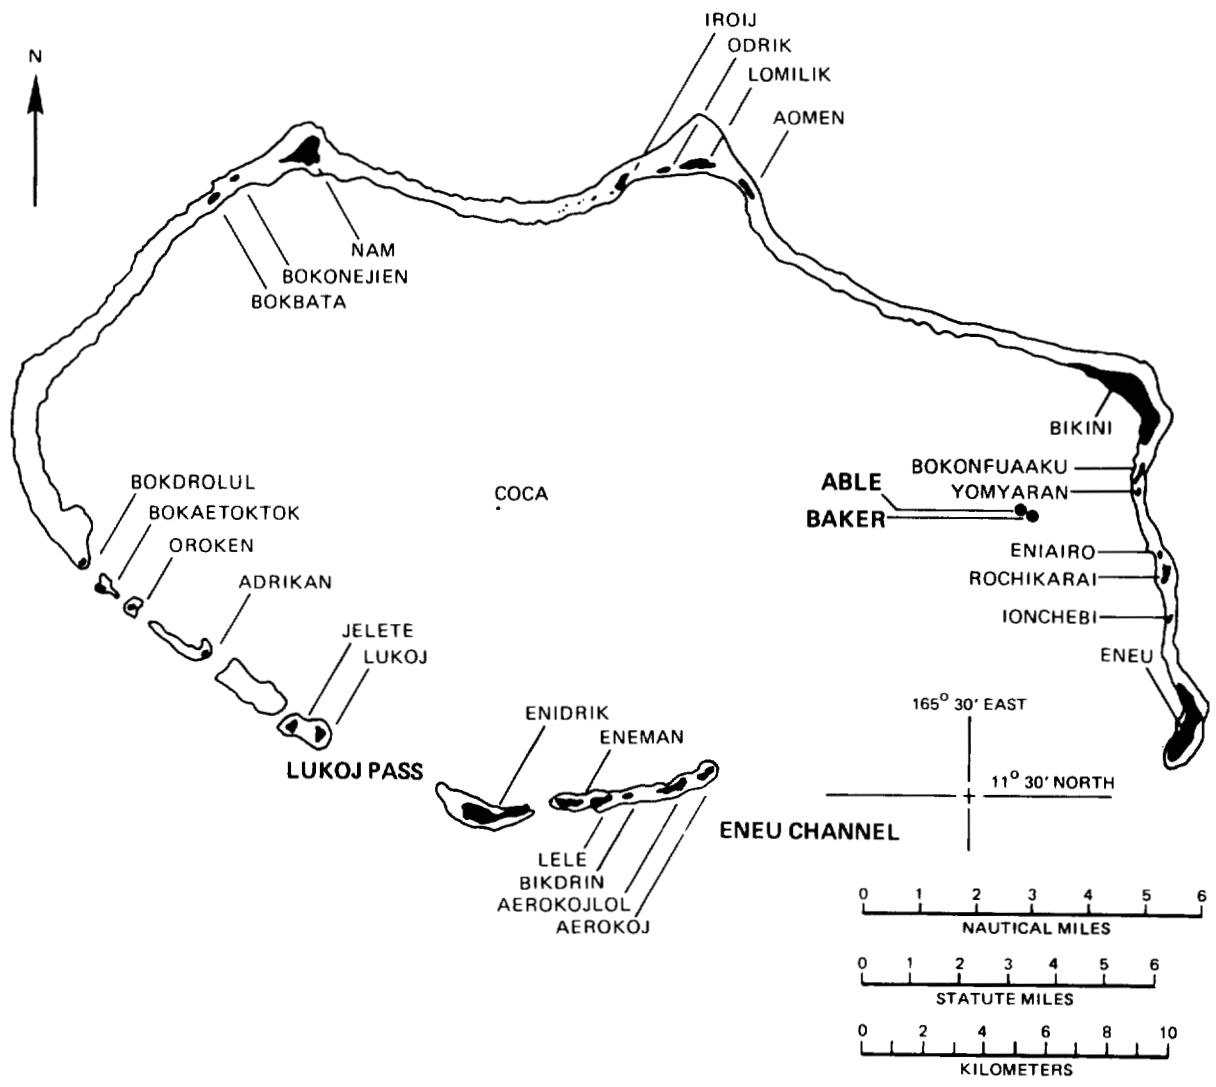 IROIJ
ODRIK
LOMILIK
AOMEN
N
NAM
BOKONEJIEN
BOKBATA
BIKINI
BOKONFUAAKU
YOMYARAN
ABLE
BAKER
COCA
BOKDROLUL
BOKAETOKTOK
OROKEN
ADRIKAN
JELETE
LUKOJ
ENIAIRO
ROCHIKARAI
IONCHEBI
ENEU
165° 30' EAST
11° 30' NORTH
ENIDRIK
ENEMAN
LUKOJ PASS
ENEU CHANNEL
LELE
BIKDRIN
AEROKOJLOL
AEROKOJ
0 1 2 3 4 5 6
NAUTICAL MILES
0 1 2 3 4 5 6
STATUTE MILES
0 2 4 6 8 10
KILOMETERS